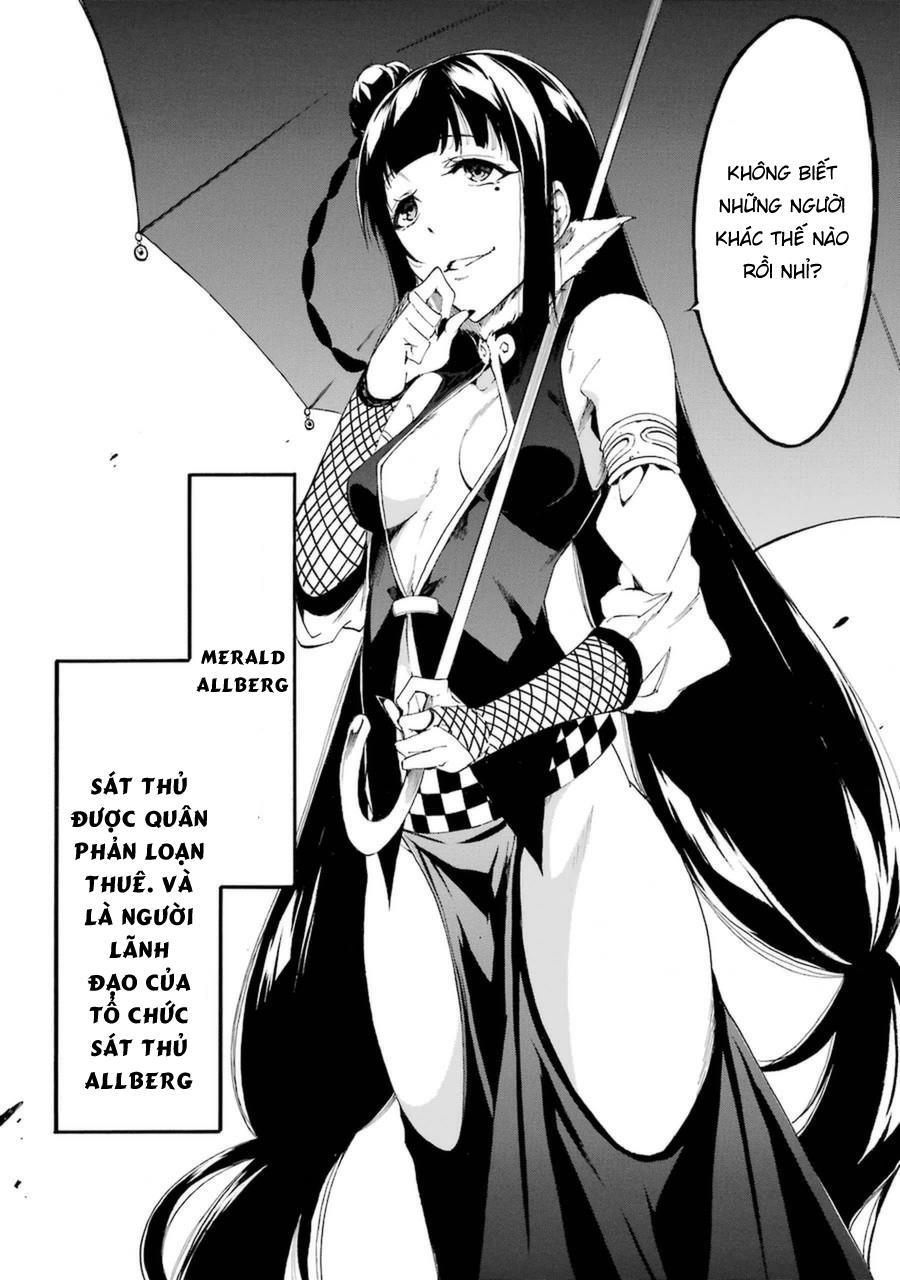 KHÔNG BIẾT
NHỮNG NGƯỜI
KHÁC THẾ NÀO
RỒI NHỈ?
MERALD
ALLBERG
SÁT THỦ
ĐƯỢC QUÂN
PHẢN LOẠN
THUÊ. VÀ
LÀ NGƯỜI
LÃNH
ĐẠO CỦA
TỔ CHỨC
SÁT THỦ
ALLBERG